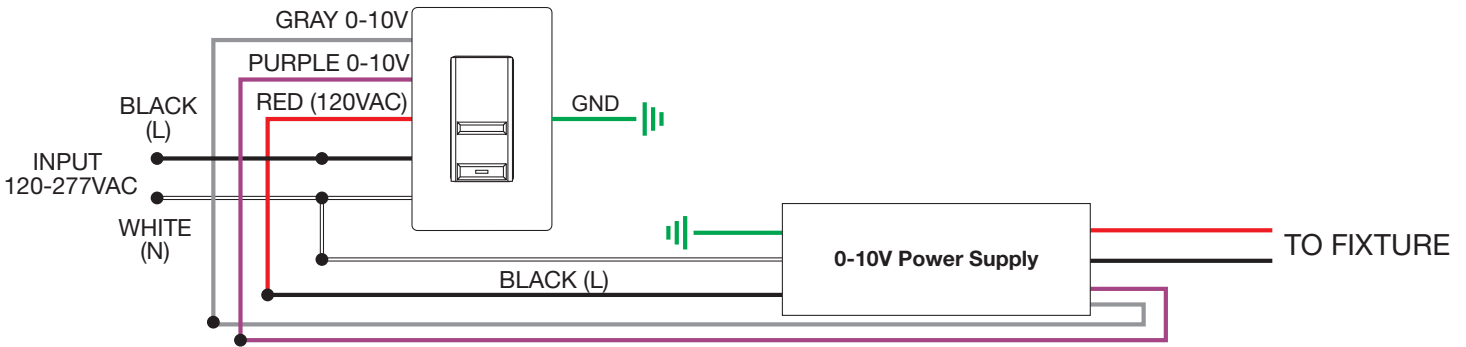 GRAY 0-10V
PURPLE 0-10V
RED (120VAC)
GND
BLACK
(L)
INPUT
120-277VAC
WHITE
(N)
0-10V Power Supply
TO FIXTURE
BLACK (L)